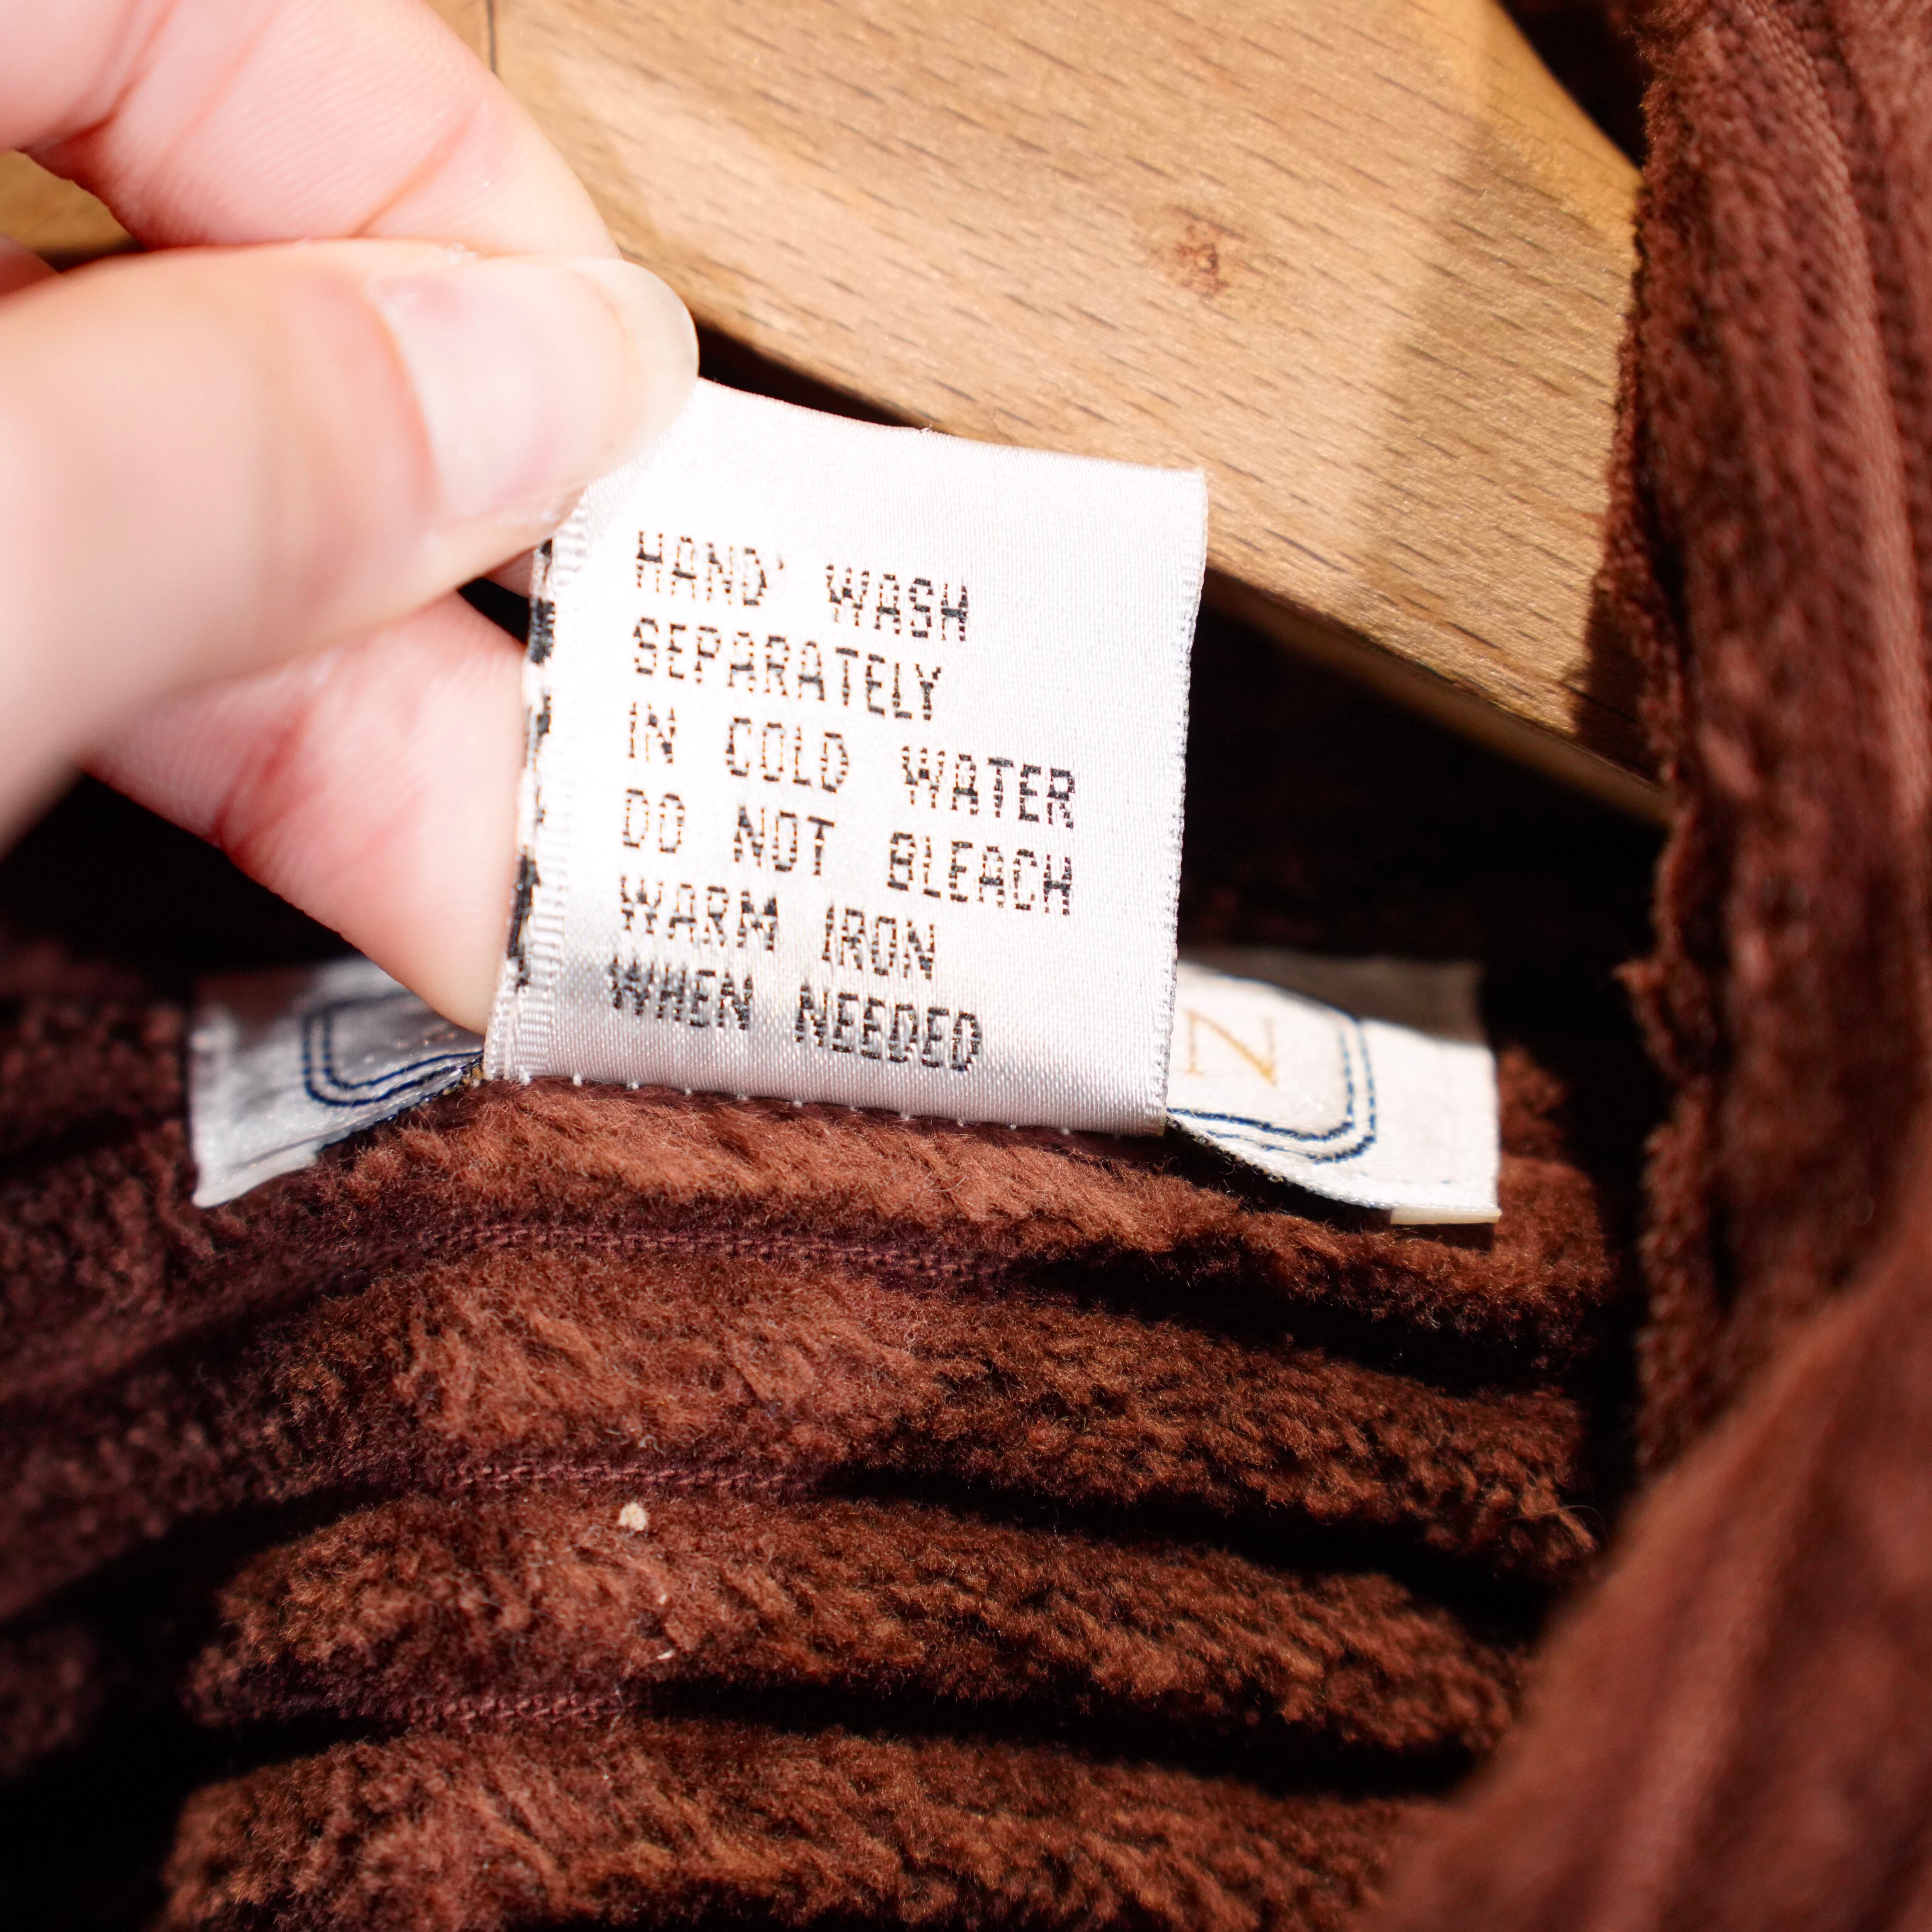 HAND WASH
SEPARATELY
IN COLD WATER
DO NOT BLEACH
WARM IRON
WHEN NEEDED
N